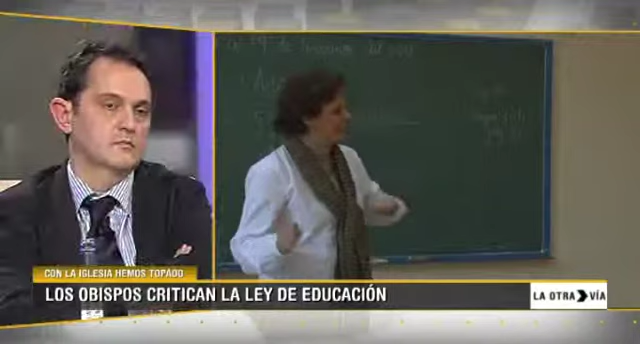 CON LA IGLESIA HEMOS TOPADO
LOS OBISPOS CRITICAN LA LEY DE EDUCACIÓN
LA OTRA VÍA